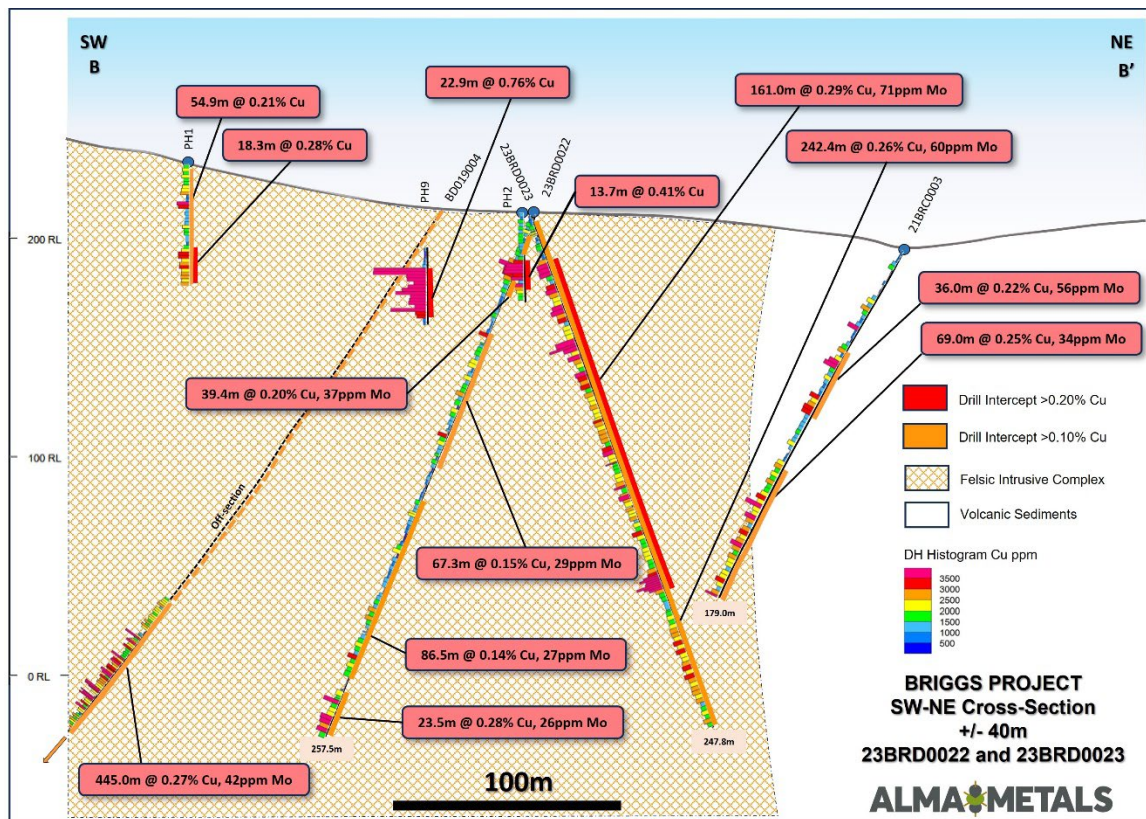 SW
B
NE
B'
54.9m @ 0.21% Cu
18.3m @ 0.28% Cu
22.9m @ 0.76% Cu
13.7m @ 0.41% Cu
161.0m @ 0.29% Cu, 71ppm Mo
242.4m @ 0.26% Cu, 60ppm Mo
PH1
PH9
BD019004
PH2
23BRD0023
23BRD0022
21BRC0003
200 RL
100 RL
0 RL
36.0m @ 0.22% Cu, 56ppm Mo
69.0m @ 0.25% Cu, 34ppm Mo
39.4m @ 0.20% Cu, 37ppm Mo
Off-section
67.3m @ 0.15% Cu, 29ppm Mo
86.5m @ 0.14% Cu, 27ppm Mo
23.5m @ 0.28% Cu, 26ppm Mo
445.0m @ 0.27% Cu, 42ppm Mo
257.5m
247.8m
179.0m
100m
Drill Intercept >0.20% Cu
Drill Intercept >0.10% Cu
Felsic Intrusive Complex
Volcanic Sediments
DH Histogram Cu ppm
3500
3000
2500
2000
1500
1000
500
BRIGGS PROJECT
SW-NE Cross-Section
+/- 40m
23BRD0022 and 23BRD0023
ALMA METALS